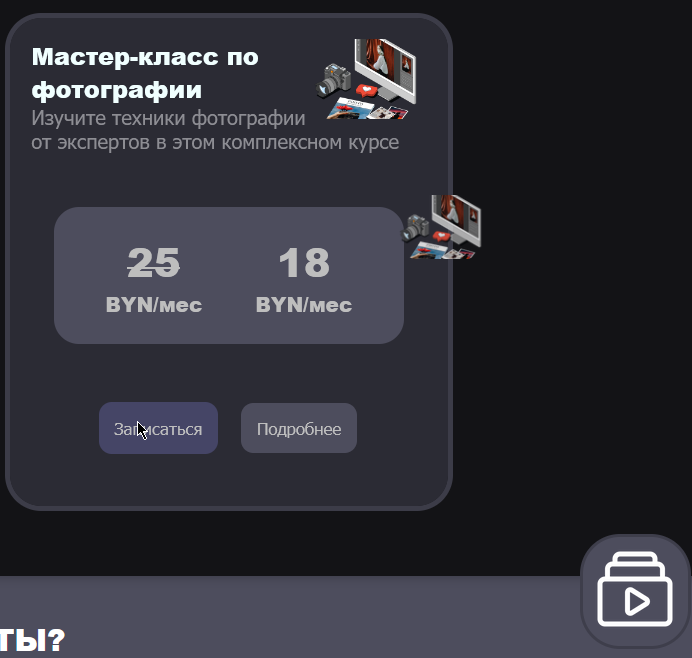 Мастер-класс по
фотографии
Изучите техники фотографии
от экспертов в этом комплексном курсе
25 18
BYN/мес BYN/мес
Записаться Подробнее
ТЫ?